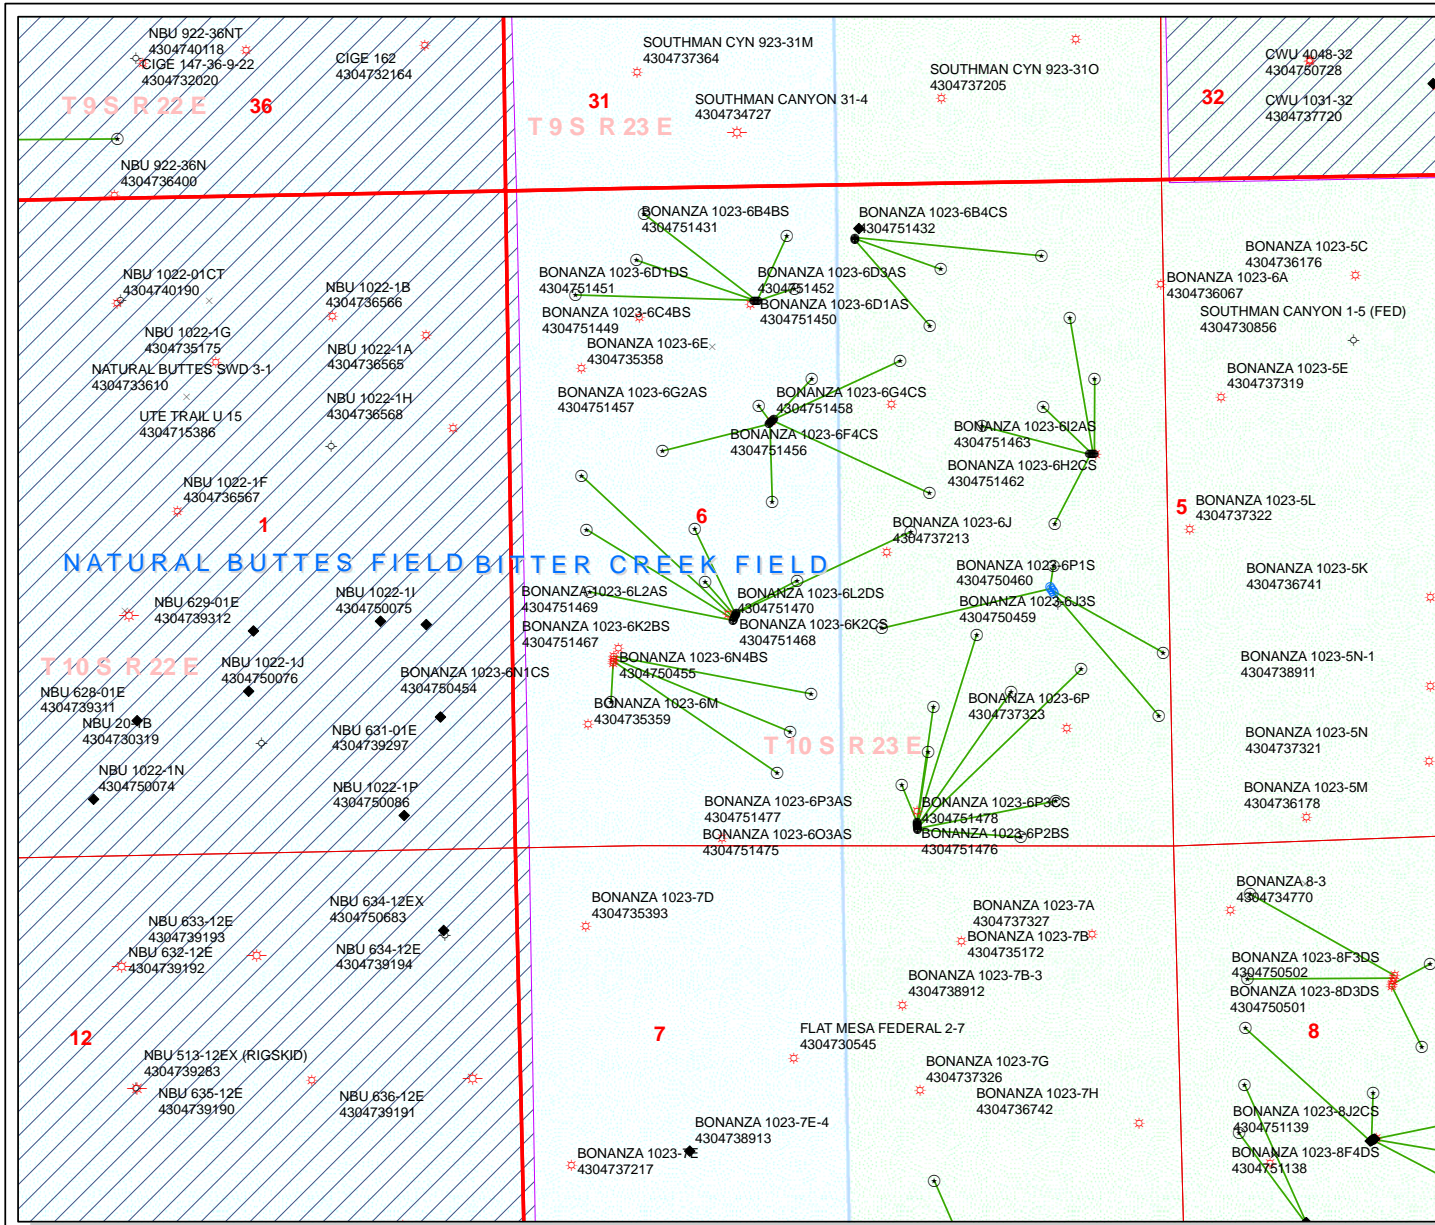 NBU 922-36NT
4304740118
CIGE 147-36-9-22
4304732020
CIGE 162
4304732164
T 9 S R 22 E
36
NBU 922-36N
4304736400
SOUTHMAN CYN 923-31M
4304737364
31
SOUTHMAN CANYON 31-4
4304734727
T 9 S R 23 E
SOUTHMAN CYN 923-31O
4304737205
CWU 4048-32
4304750728
32
CWU 1031-32
4304737720
BONANZA 1023-6B4BS
4304751431
BONANZA 1023-6B4CS
4304751432
BONANZA 1023-5C
4304736176
NBU 1022-01CT
4304740190
NBU 1022-1B
4304736566
BONANZA 1023-6D1DS
4304751451
BONANZA 1023-6D3AS
4304751452
BONANZA 1023-6A
4304736067
BONANZA 1023-6C4BS
4304751449
BONANZA 1023-6D1AS
4304751450
SOUTHMAN CANYON 1-5 (FED)
4304730856
NBU 1022-1G
4304735175
NBU 1022-1A
4304736565
BONANZA 1023-6E
4304735358
NATURAL BUTTES SWD 3-1
4304733610
BONANZA 1023-5E
4304737319
BONANZA 1023-6G2AS
4304751457
BONANZA 1023-6G4CS
4304751458
NBU 1022-1H
4304736568
UTE TRAIL U 15
4304715386
BONANZA 1023-6F4CS
4304751456
BONANZA 1023-6I2AS
4304751463
BONANZA 1023-6H2CS
4304751462
NBU 1022-1F
4304736567
1
6
5
BONANZA 1023-5L
4304737322
BONANZA 1023-6J
4304737213
NATURAL BUTTES FIELD
BITTER CREEK FIELD
BONANZA 1023-6P1S
4304750460
BONANZA 1023-5K
4304736741
NBU 629-01E
4304739312
NBU 1022-1I
4304750075
BONANZA 1023-6L2AS
4304751469
BONANZA 1023-6L2DS
4304751470
BONANZA 1023-6J3S
4304750459
BONANZA 1023-6K2BS
4304751467
BONANZA 1023-6K2CS
4304751468
T 10 S R 22 E
NBU 1022-1J
4304750076
BONANZA 1023-6N1CS
4304750454
BONANZA 1023-6N4BS
4304750455
BONANZA 1023-5N-1
4304738911
NBU 628-01E
4304739311
NBU 20-1B
4304730319
BONANZA 1023-6M
4304735359
BONANZA 1023-6P
4304737323
NBU 631-01E
4304739297
T 10 S R 23 E
BONANZA 1023-5N
4304737321
NBU 1022-1N
4304750074
NBU 1022-1P
4304750086
BONANZA 1023-5M
4304736178
BONANZA 1023-6P3AS
4304751477
BONANZA 1023-6P3CS
4304751478
BONANZA 1023-6O3AS
4304751475
BONANZA 1023-6P2BS
4304751476
BONANZA 8-3
4304734770
NBU 634-12EX
4304750683
BONANZA 1023-7D
4304735393
BONANZA 1023-7A
4304737327
NBU 633-12E
4304739193
NBU 632-12E
4304739192
NBU 634-12E
4304739194
BONANZA 1023-7B
4304735172
BONANZA 1023-8F3DS
4304750502
BONANZA 1023-7B-3
4304738912
BONANZA 1023-8D3DS
4304750501
12
7
FLAT MESA FEDERAL 2-7
4304730545
8
NBU 513-12EX (RIGSKID)
4304739283
BONANZA 1023-7G
4304737326
NBU 635-12E
4304739190
NBU 636-12E
4304739191
BONANZA 1023-7H
4304736742
BONANZA 1023-7E-4
4304738913
BONANZA 1023-8J2CS
4304751139
BONANZA 1023-7E
4304737217
BONANZA 1023-8F4DS
4304751138